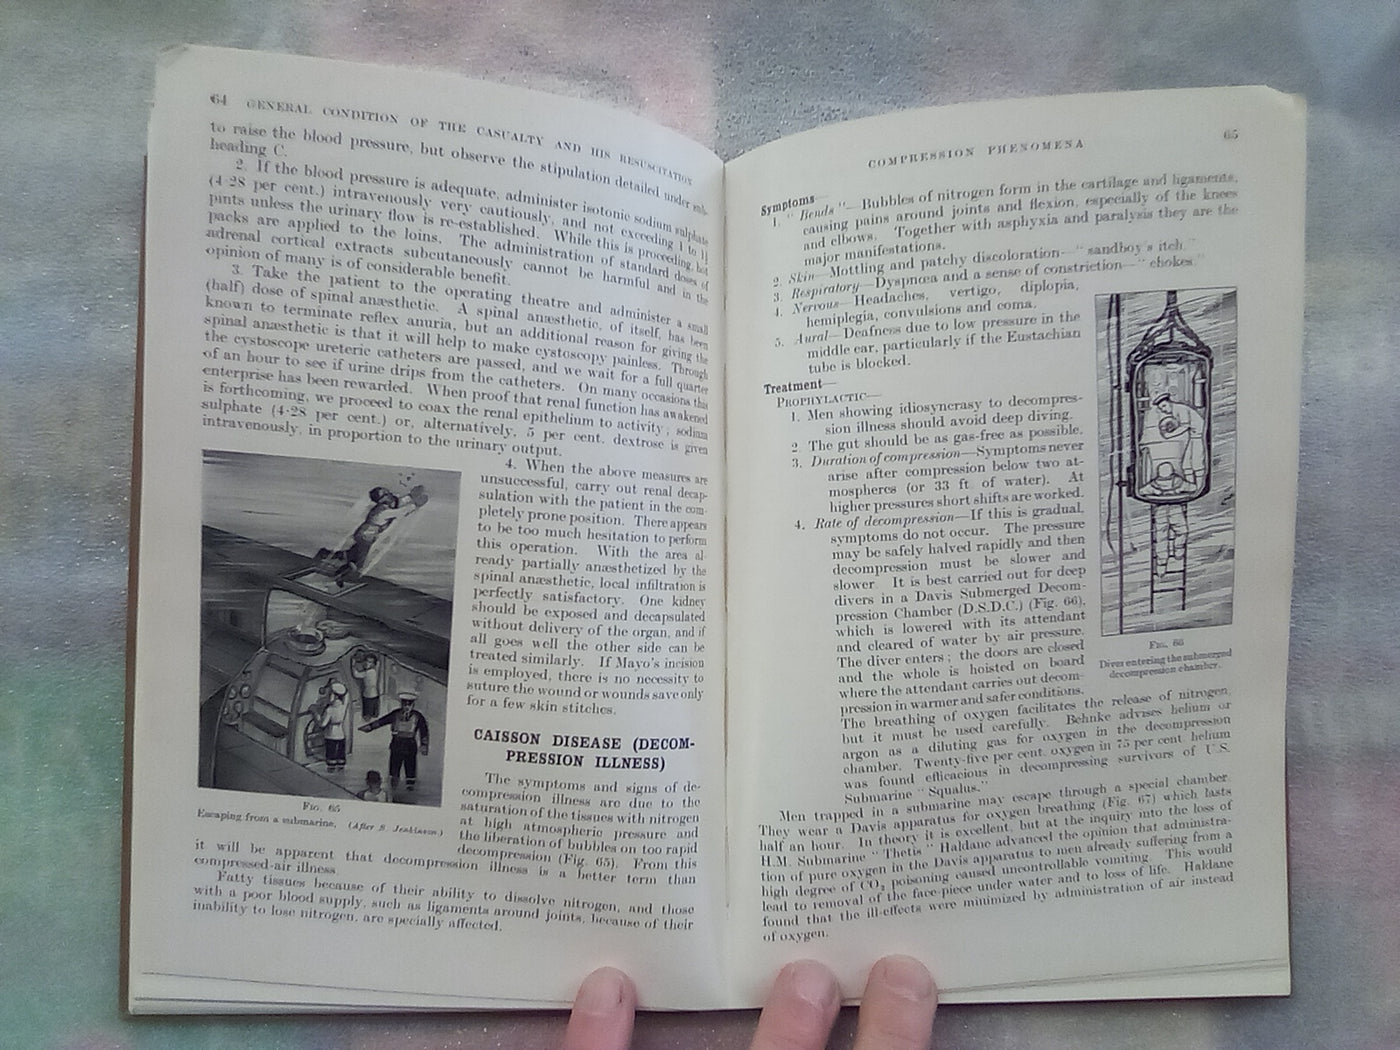 64 GENERAL CONDITION OF THE CASUALTY AND HIS RESUSCITATION
to raise the blood pressure, but observe the stipulation detailed under sub-
heading C.
2. If the blood pressure is adequate, administer isotonic sodium sulphate
(4·28 per cent.) intravenously very cautiously, and not exceeding 1 to 1½
pints unless the urinary flow is re-established. While this is proceeding, hot
packs are applied to the loins. The administration of standard doses of
adrenal cortical extracts subcutaneously cannot be harmful and in the
opinion of many is of considerable benefit.
3. Take the patient to the operating theatre and administer a small
(half) dose of spinal anæsthetic. A spinal anæsthetic, of itself, has been
known to terminate reflex anuria, but an additional reason for giving the
spinal anæsthetic is that it will help to make cystoscopy painless. Through
the cystoscope ureteric catheters are passed, and we wait for a full quarter
of an hour to see if urine drips from the catheters. On many occasions this
enterprise has been rewarded. When proof that renal function has awakened
is forthcoming, we proceed to coax the renal epithelium to activity; sodium
sulphate (4·28 per cent.) or, alternatively, 5 per cent. dextrose is given
intravenously, in proportion to the urinary output.
4. When the above measures are
unsuccessful, carry out renal decap-
sulation with the patient in the com-
pletely prone position. There appears
to be too much hesitation to perform
this operation. With the area al-
ready partially anæsthetized by the
spinal anæsthetic, local infiltration is
perfectly satisfactory. One kidney
should be exposed and decapsulated
without delivery of the organ, and if
all goes well the other side can be
treated similarly. If Mayo's incision
is employed, there is no necessity to
suture the wound or wounds save only
for a few skin stitches.
FIG. 65
Escaping from a submarine. (After S. Jenkinson.)
CAISSON DISEASE (DECOM-
PRESSION ILLNESS)
The symptoms and signs of de-
compression illness are due to the
saturation of the tissues with nitrogen
at high atmospheric pressure and
the liberation of bubbles on too rapid
decompression (Fig. 65). From this
it will be apparent that decompression illness is a better term than
compressed-air illness.
Fatty tissues because of their ability to dissolve nitrogen, and those
with a poor blood supply, such as ligaments around joints, because of their
inability to lose nitrogen, are specially affected.
COMPRESSION PHENOMENA 65
Symptoms—
1. "Bends"—Bubbles of nitrogen form in the cartilage and ligaments,
causing pains around joints and flexion, especially of the knees
and elbows. Together with asphyxia and paralysis they are the
major manifestations.
2. Skin—Mottling and patchy discoloration—"sandboy's itch."
3. Respiratory—Dyspnœa and a sense of constriction—"chokes."
4. Nervous—Headaches, vertigo, diplopia,
hemiplegia, convulsions and coma.
5. Aural—Deafness due to low pressure in the
middle ear, particularly if the Eustachian
tube is blocked.
Treatment—
PROPHYLACTIC—
1. Men showing idiosyncrasy to decompres-
sion illness should avoid deep diving.
2. The gut should be as gas-free as possible.
3. Duration of compression—Symptoms never
arise after compression below two at-
mospheres (or 33 ft of water). At
higher pressures short shifts are worked.
4. Rate of decompression—If this is gradual,
symptoms do not occur. The pressure
may be safely halved rapidly and then
decompression must be slower and
slower. It is best carried out for deep
divers in a Davis Submerged Decom-
pression Chamber (D.S.D.C.) (Fig. 66),
which is lowered with its attendant
and cleared of water by air pressure.
The diver enters; the doors are closed
and the whole is hoisted on board
where the attendant carries out decom-
pression in warmer and safer conditions.
The breathing of oxygen facilitates the release of nitrogen,
but it must be used carefully. Behnke advises helium or
argon as a diluting gas for oxygen in the decompression
chamber. Twenty-five per cent. oxygen in 75 per cent. helium
was found efficacious in decompressing survivors of U.S.
Submarine "Squalus."
FIG. 66
Diver entering the submerged
decompression chamber.
Men trapped in a submarine may escape through a special chamber.
They wear a Davis apparatus for oxygen breathing (Fig. 67) which lasts
half an hour. In theory it is excellent, but at the inquiry into the loss of
H.M. Submarine "Thetis" Haldane advanced the opinion that administra-
tion of pure oxygen in the Davis apparatus to men already suffering from a
high degree of CO₂ poisoning caused uncontrollable vomiting. This would
lead to removal of the face-piece under water and to loss of life. Haldane
found that the ill-effects were minimized by administration of air instead
of oxygen.